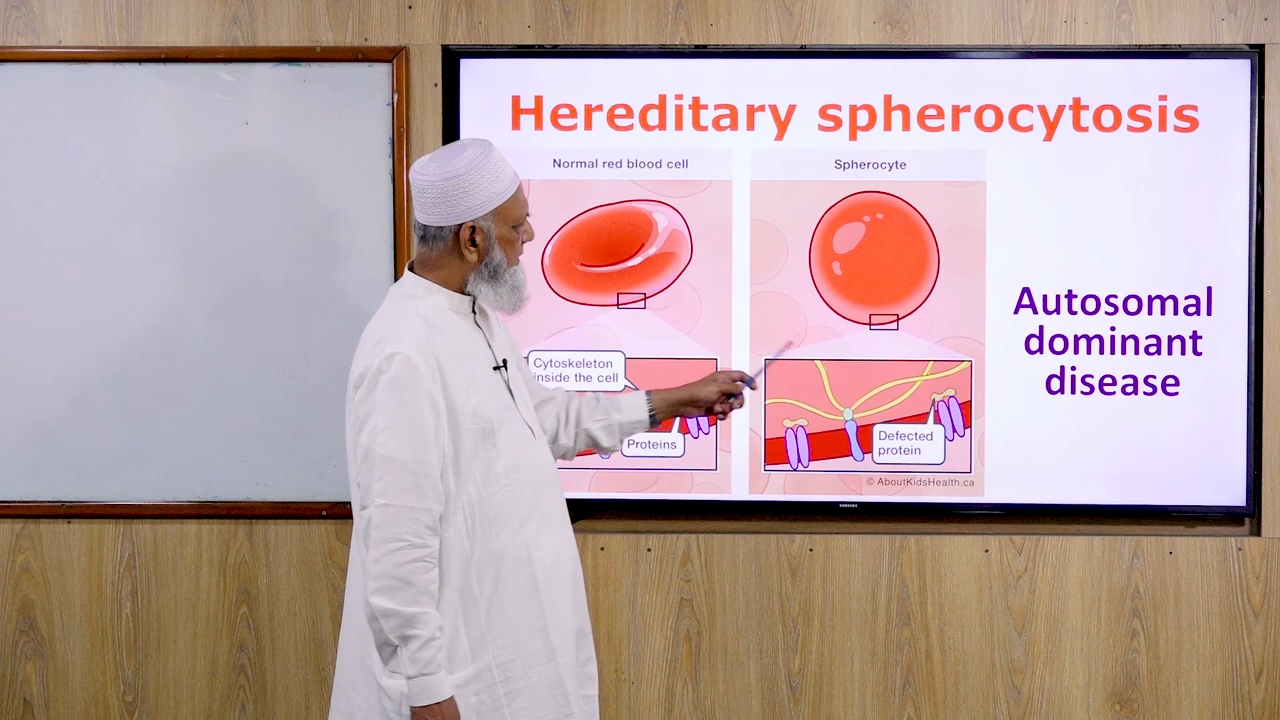 Hereditary spherocytosis
Normal red blood cell
Spherocyte
Cytoskeleton
inside the cell
Proteins
Defected
protein
© AboutKidsHealth.ca
Autosomal
dominant
disease
SAMSUNG